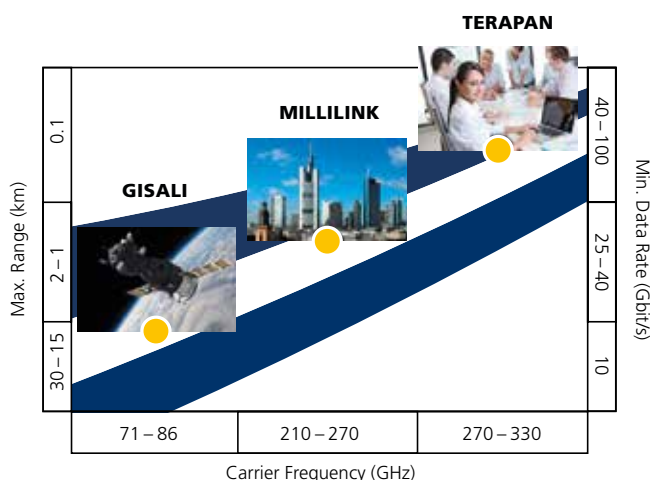 TERAPAN
MILLILINK
GISALI
Max. Range (km)
0.1
2 – 1
30 – 15
40 – 100
25 – 40
10
Min. Data Rate (Gbit/s)
71 – 86
210 – 270
270 – 330
Carrier Frequency (GHz)